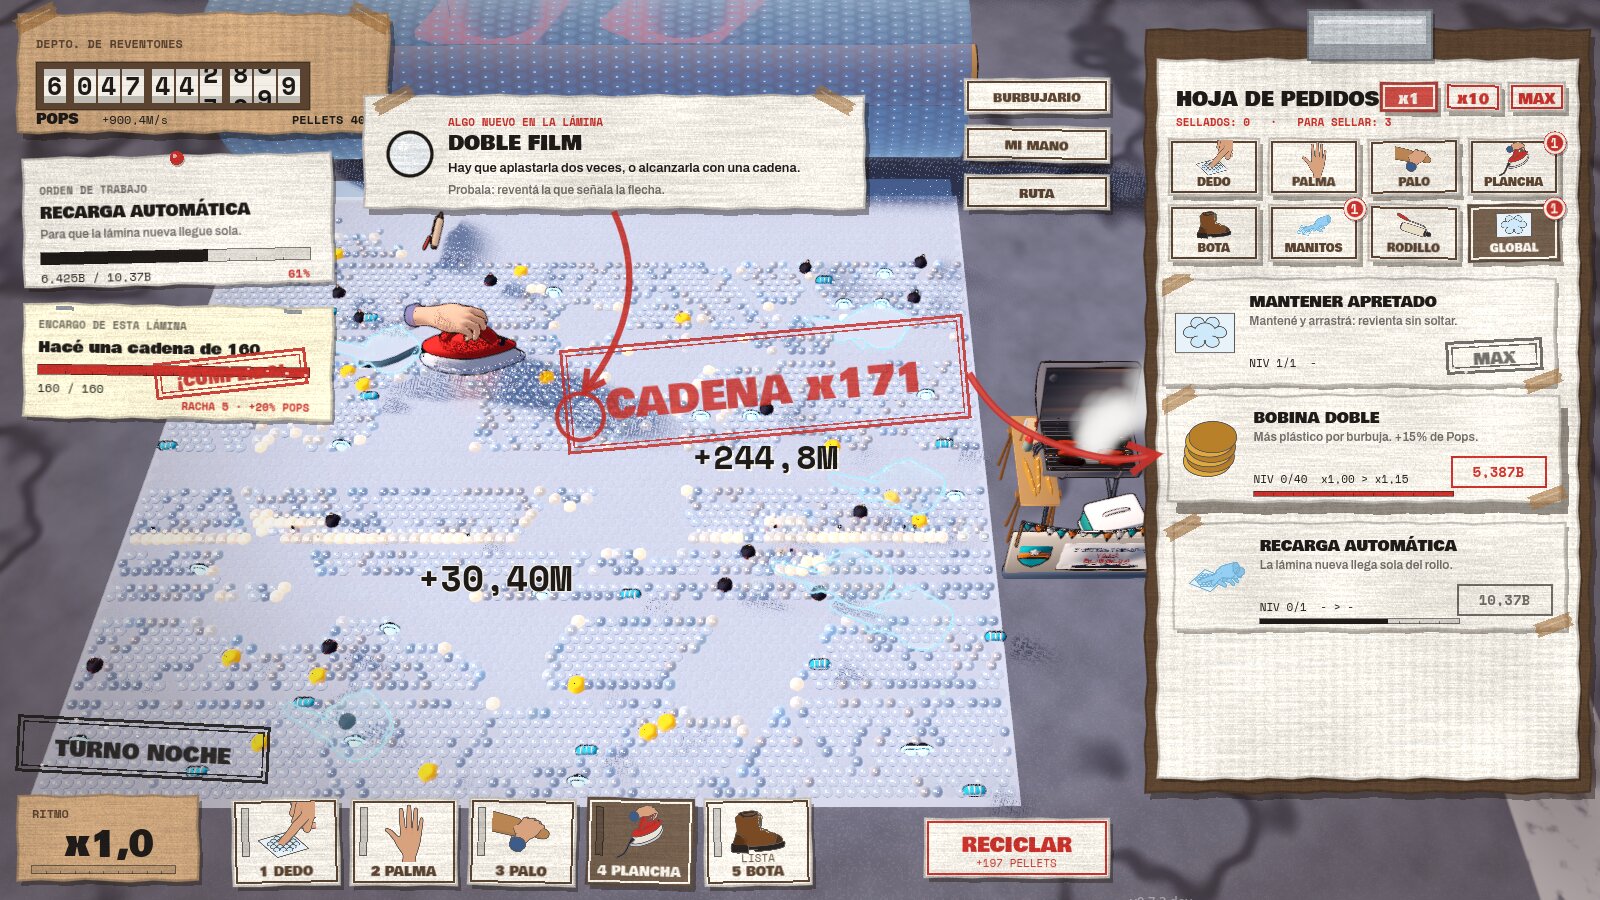 DEPTO. DE REVENTONES
POPS +900,4M/s PELLETS 40
ORDEN DE TRABAJO
RECARGA AUTOMÁTICA
Para que la lámina nueva llegue sola.
6,425B / 10,37B 61%
ENCARGO DE ESTA LÁMINA
Hacé una cadena de 160
160 / 160
RACHA 5 · +20% POPS
ALGO NUEVO EN LA LÁMINA
DOBLE FILM
Hay que aplastarla dos veces, o alcanzarla con una cadena.
Probala: reventá la que señala la flecha.
BURBUJARIO
MI MANO
RUTA
CADENA x171
+244,8M
+30,40M
TURNO NOCHE
RITMO
x1,0
1 DEDO
2 PALMA
3 PALO
4 PLANCHA
LISTA
5 BOTA
RECICLAR
+197 PELLETS
HOJA DE PEDIDOS x1 x10 MAX
SELLADOS: 0 · PARA SELLAR: 3
DEDO PALMA PALO PLANCHA 1
BOTA MANITOS 1 RODILLO GLOBAL 1
MANTENER APRETADO
Mantené y arrastrá: revienta sin soltar.
NIV 1/1 - MAX
BOBINA DOBLE
Más plástico por burbuja. +15% de Pops.
NIV 0/40 x1,00 > x1,15 5,387B
RECARGA AUTOMÁTICA
La lámina nueva llega sola del rollo.
NIV 0/1 - > - 10,37B